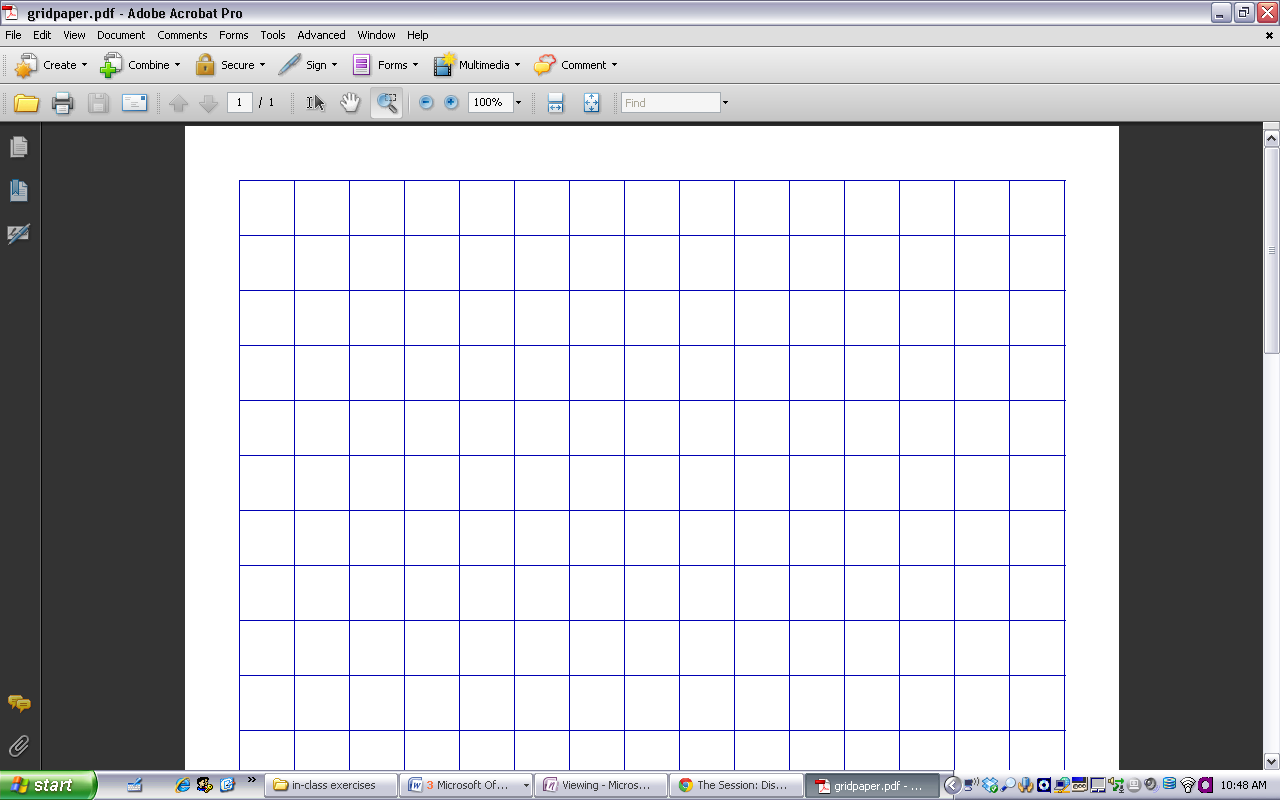 gridpaper.pdf - Adobe Acrobat Pro
File Edit View Document Comments Forms Tools Advanced Window Help
Create Combine Secure Sign Forms Multimedia Comment
1 / 1 100% Find
start in-class exercises 3 Microsoft Of... Viewing - Micros... The Session: Dis... gridpaper.pdf - ... 10:48 AM